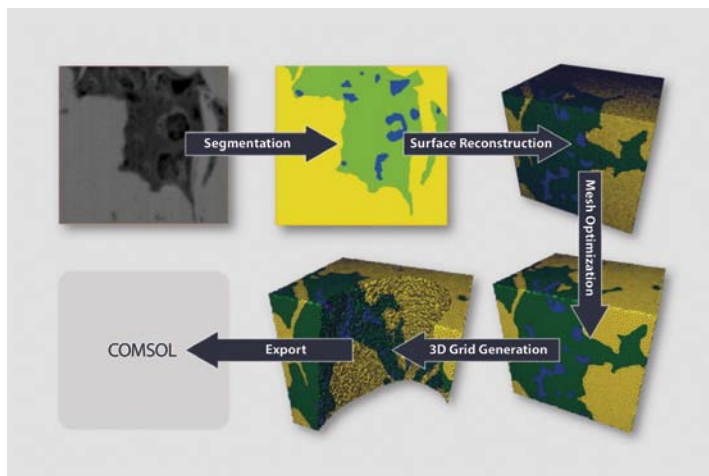 Segmentation
Surface Reconstruction
Mesh Optimization
3D Grid Generation
Export
COMSOL